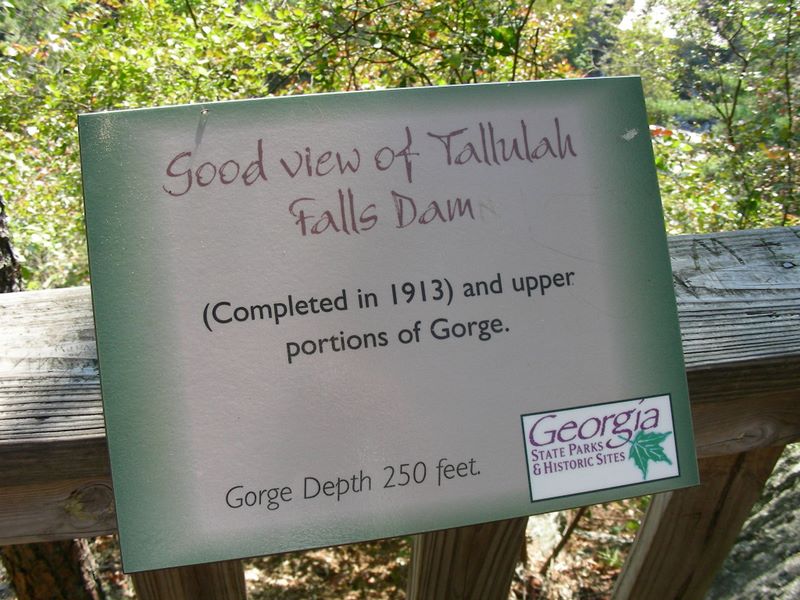 Good view of Tallulah
Falls Dam
(Completed in 1913) and upper
portions of Gorge.
Gorge Depth 250 feet.
Georgia
STATE PARKS
& HISTORIC SITES